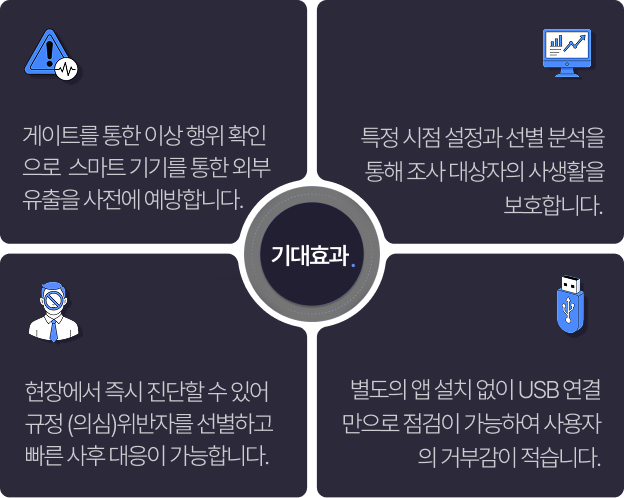 게이트를 통한 이상 행위 확인
으로 스마트 기기를 통한 외부
유출을 사전에 예방합니다.
특정 시점 설정과 선별 분석을
통해 조사 대상자의 사생활을
보호합니다.
기대효과.
현장에서 즉시 진단할 수 있어
규정 (의심)위반자를 선별하고
빠른 사후 대응이 가능합니다.
별도의 앱 설치 없이 USB 연결
만으로 점검이 가능하여 사용자
의 거부감이 적습니다.